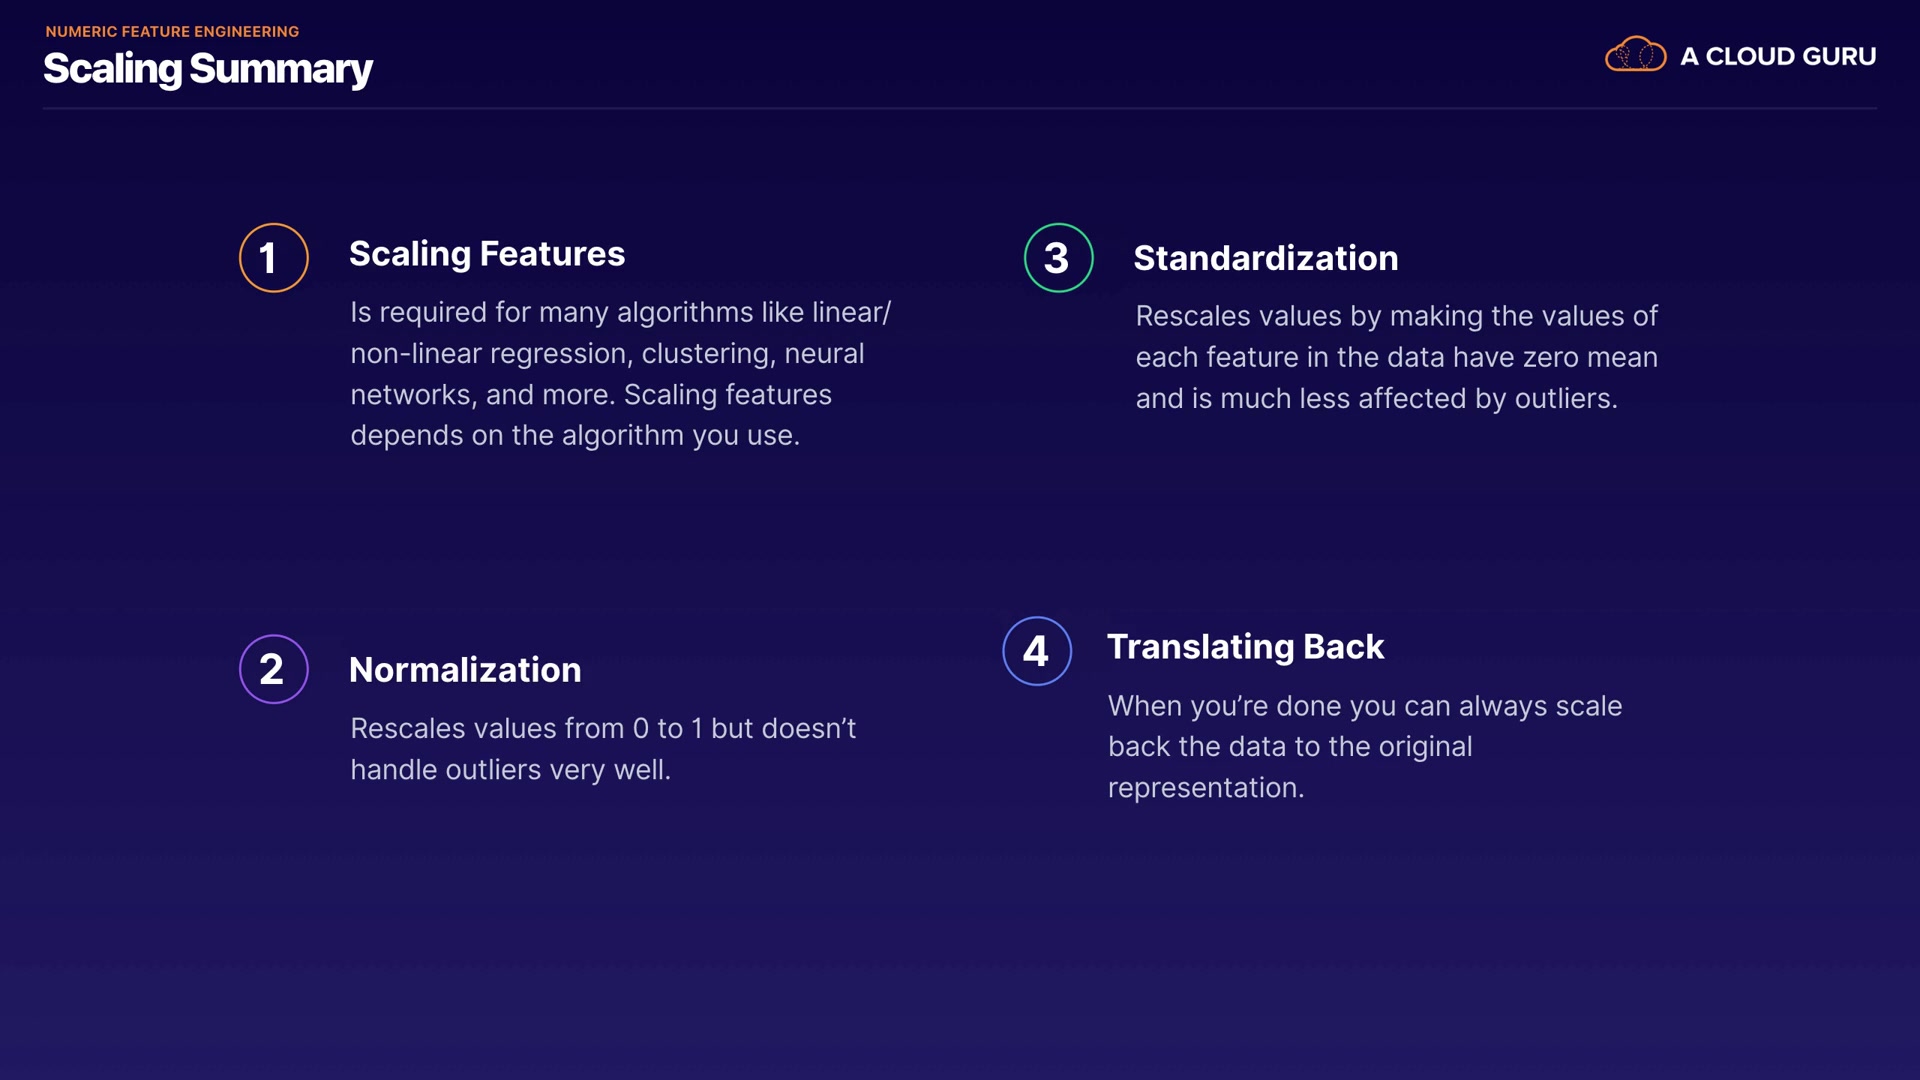 NUMERIC FEATURE ENGINEERING
Scaling Summary
A CLOUD GURU
1
Scaling Features
Is required for many algorithms like linear/
non-linear regression, clustering, neural
networks, and more. Scaling features
depends on the algorithm you use.
2
Normalization
Rescales values from 0 to 1 but doesn’t
handle outliers very well.
3
Standardization
Rescales values by making the values of
each feature in the data have zero mean
and is much less affected by outliers.
4
Translating Back
When you’re done you can always scale
back the data to the original
representation.